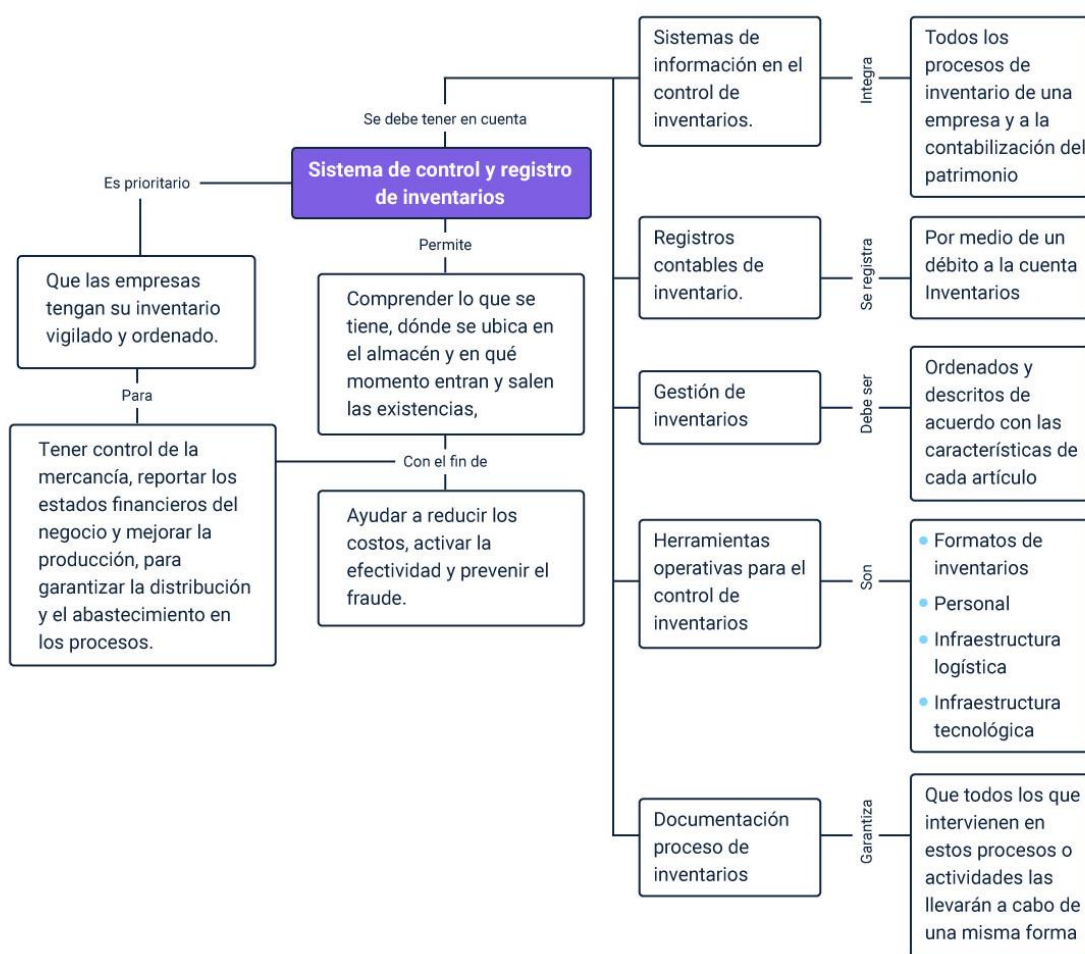 Se debe tener en cuenta
Sistema de control y registro
de inventarios
Es prioritario
Que las empresas
tengan su inventario
vigilado y ordenado.
Para
Tener control de la
mercancía, reportar los
estados financieros del
negocio y mejorar la
producción, para
garantizar la distribución
y el abastecimiento en
los procesos.
Permite
Comprender lo que se
tiene, dónde se ubica en
el almacén y en qué
momento entran y salen
las existencias,
Con el fin de
Ayudar a reducir los
costos, activar la
efectividad y prevenir el
fraude.
Sistemas de
información en el
control de
inventarios.
Integra
Todos los
procesos de
inventario de una
empresa y a la
contabilización del
patrimonio
Registros
contables de
inventario.
Se registra
Por medio de un
débito a la cuenta
Inventarios
Gestión de
inventarios
Debe ser
Ordenados y
descritos de
acuerdo con las
características de
cada artículo
Herramientas
operativas para el
control de
inventarios
Son
Formatos de
inventarios
Personal
Infraestructura
logística
Infraestructura
tecnológica
Documentación
proceso de
inventarios
Garantiza
Que todos los que
intervienen en
estos procesos o
actividades las
llevarán a cabo de
una misma forma